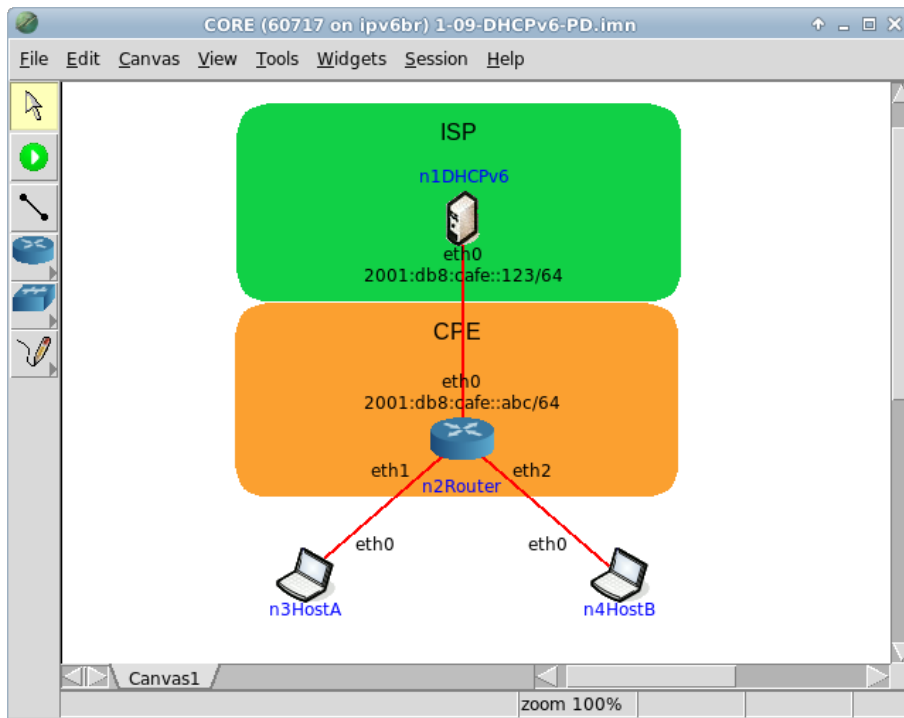 CORE (60717 on ipv6br) 1-09-DHCPv6-PD.imn
File Edit Canvas View Tools Widgets Session Help
ISP
n1DHCPv6
eth0
2001:db8:cafe::123/64
CPE
eth0
2001:db8:cafe::abc/64
eth1 eth2
n2Router
eth0 eth0
n3HostA n4HostB
Canvas1
zoom 100%